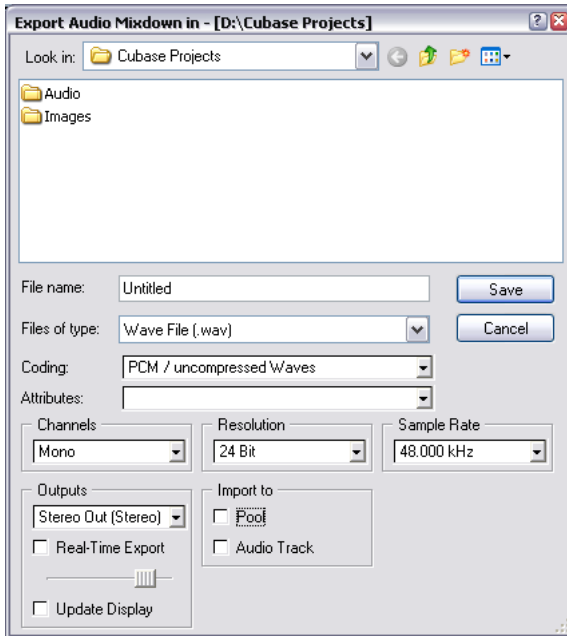 Export Audio Mixdown in - [D:\Cubase Projects]
Look in: Cubase Projects
Audio
Images
File name: Untitled
Save
Files of type: Wave File (.wav)
Cancel
Coding: PCM / uncompressed Waves
Attributes:
Channels
Resolution
Sample Rate
Mono
24 Bit
48.000 kHz
Outputs
Import to
Stereo Out (Stereo)
Pool
Real-Time Export
Audio Track
Update Display